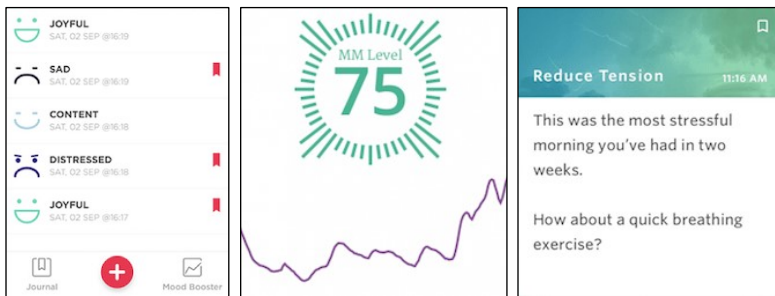 JOYFUL
SAT, 02 SEP @16:19
SAD
SAT, 02 SEP @16:19
CONTENT
SAT, 02 SEP @16:18
DISTRESSED
SAT, 02 SEP @16:18
JOYFUL
SAT, 02 SEP @16:17
Journal
Mood Booster
MM Level
75
Reduce Tension
11:16 AM
This was the most stressful
morning you've had in two
weeks.
How about a quick breathing
exercise?